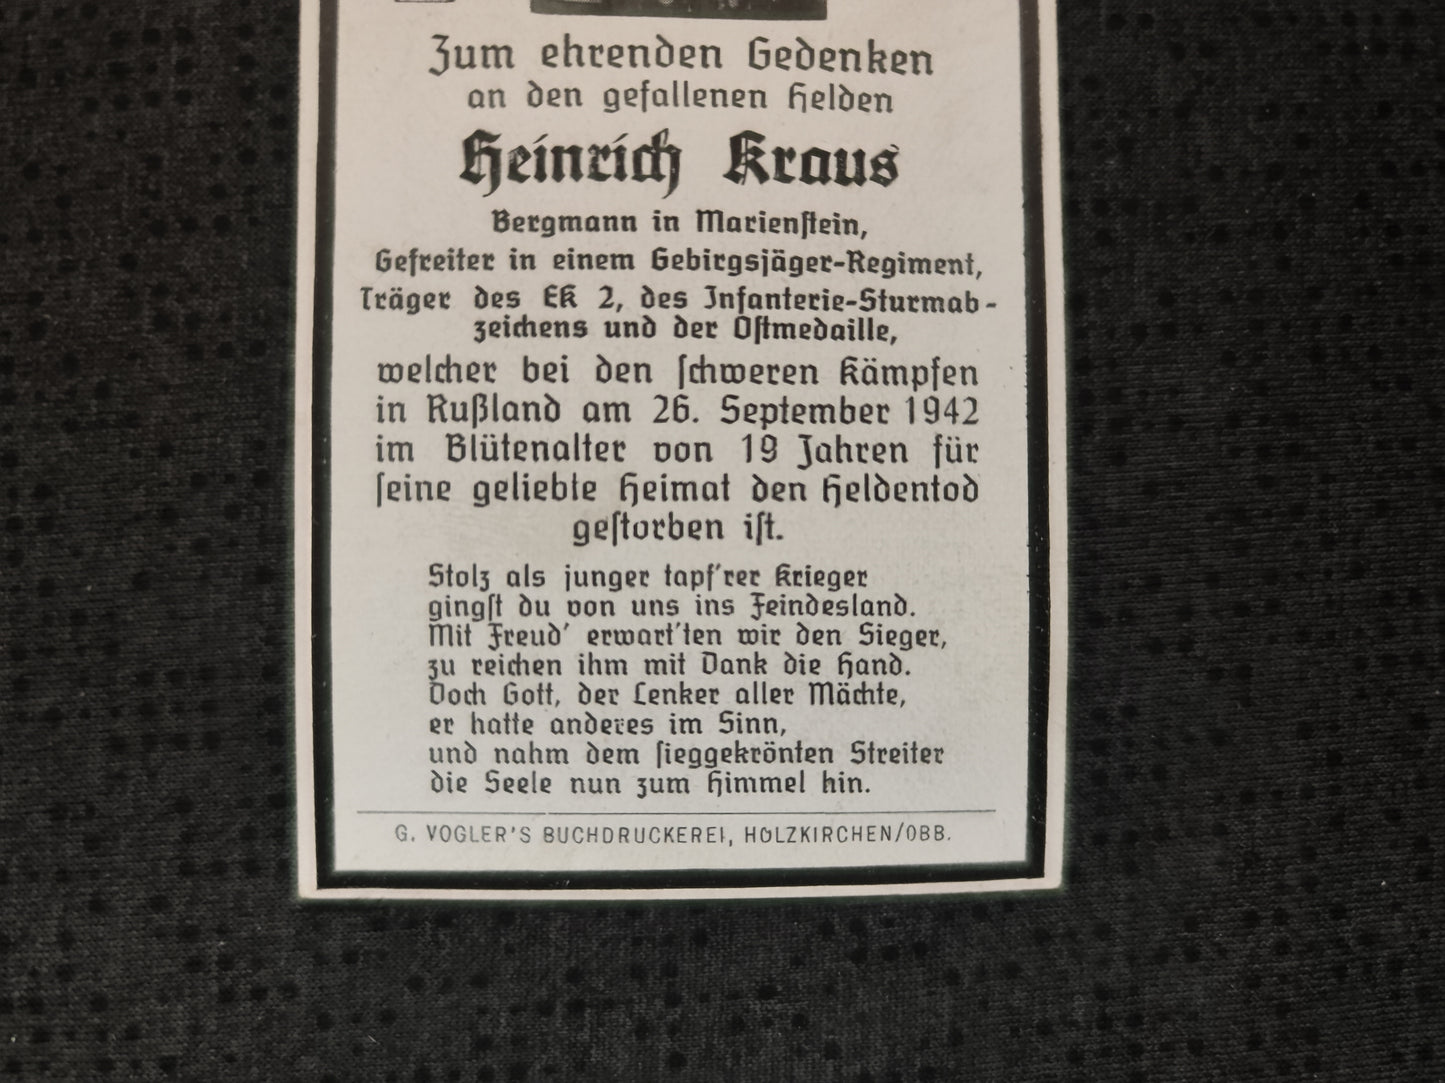 Zum ehrenden Gedenken
an den gefallenen Helden
Heinrich Kraus
Bergmann in Marienstein,
Gefreiter in einem Gebirgsjäger-Regiment,
Träger des EK 2, des Infanterie-Sturmab-
zeichens und der Ostmedaille,
welcher bei den schweren Kämpfen
in Rußland am 26. September 1942
im Blütenalter von 19 Jahren für
seine geliebte Heimat den Heldentod
gestorben ist.
Stolz als junger tapf'rer Krieger
gingst du von uns ins Feindesland.
Mit Freud' erwart'ten wir den Sieger,
zu reichen ihm mit Dank die Hand.
Doch Gott, der Lenker aller Mächte,
er hatte anderes im Sinn,
und nahm dem sieggekrönten Streiter
die Seele nun zum Himmel hin.
G. VOGLER'S BUCHDRUCKEREI, HOLZKIRCHEN/OBB.